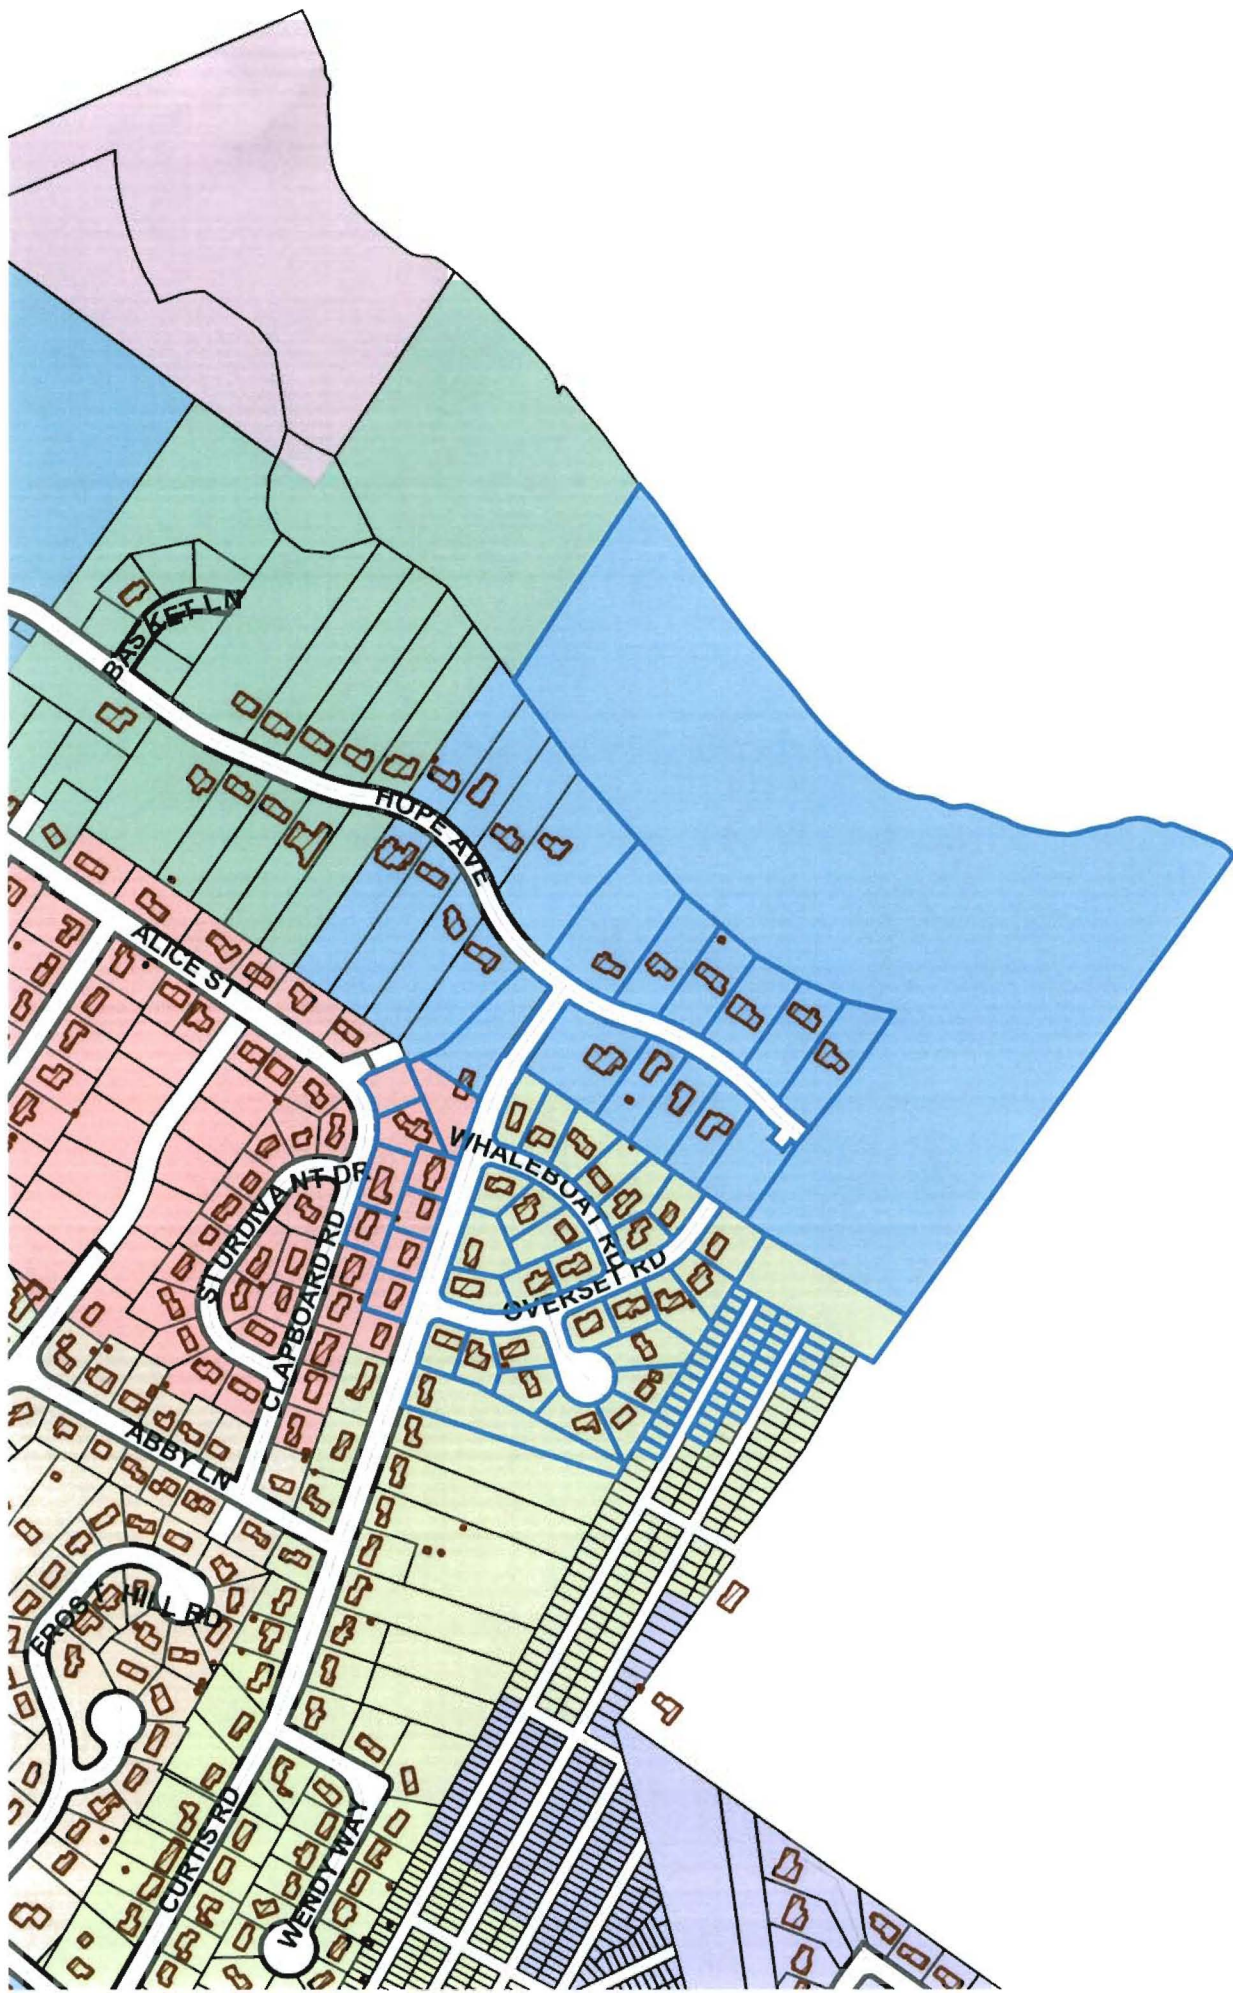 BASKET LN
HOPE AVE
ALICE ST
WHALEBOAT RD
STURDIVANT DR
CLAPBOARD RD
OVERSET RD
ABBY LN
FROST HILL RD
CURTIS RD
WENDY WAY